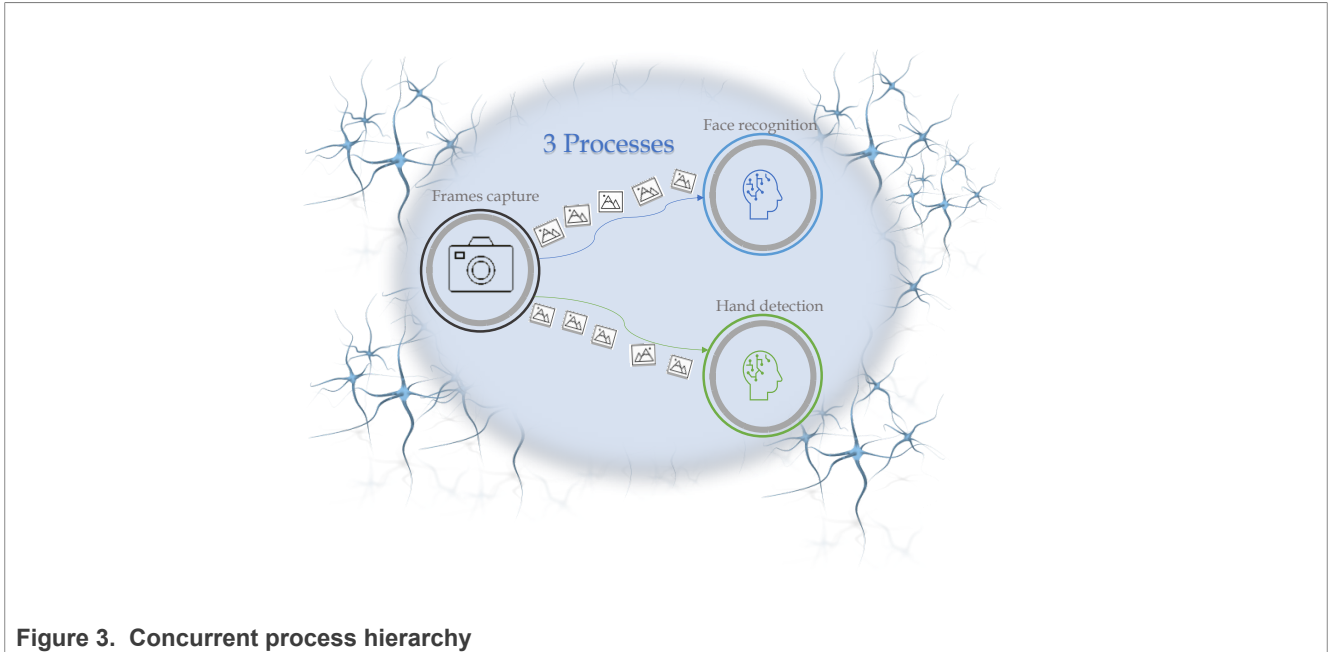 3 Processes
Face recognition
Frames capture
Hand detection
Figure 3. Concurrent process hierarchy